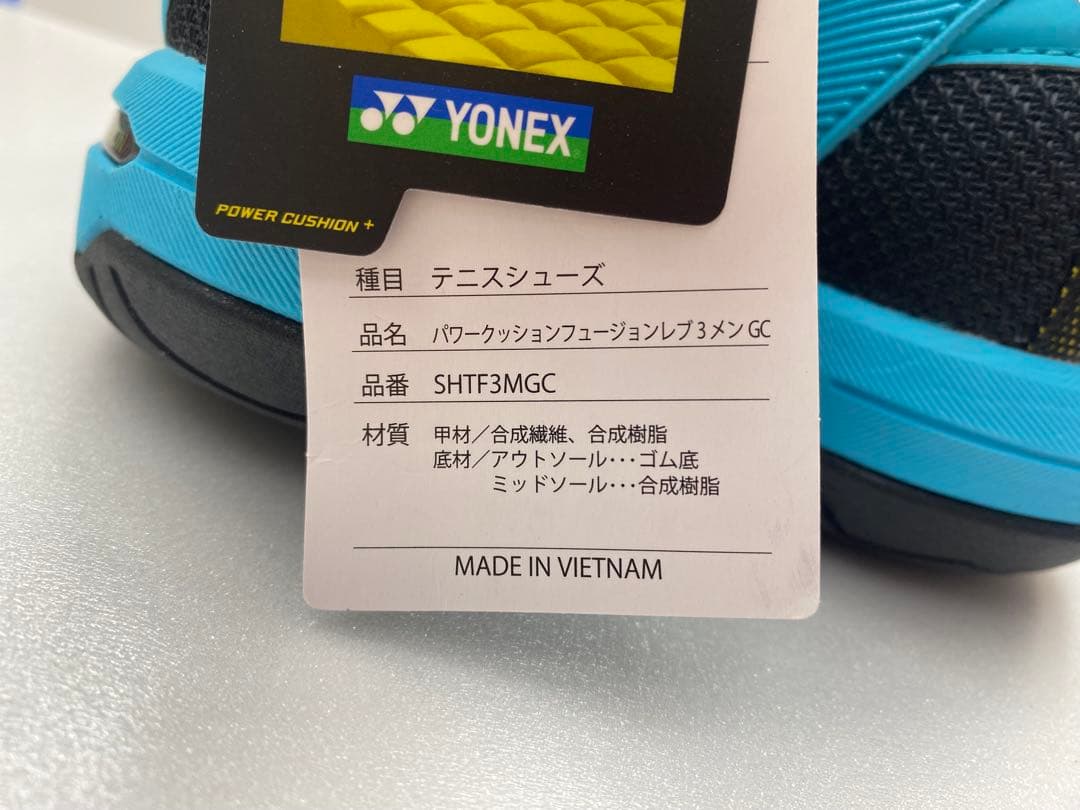 YONEX
POWER CUSHION +
種目 テニスシューズ
品名 パワークッションフュージョンレブ3メンGC
品番 SHTF3MGC
材質 甲材／合成繊維、合成樹脂
底材／アウトソール･･･ゴム底
ミッドソール･･･合成樹脂
MADE IN VIETNAM